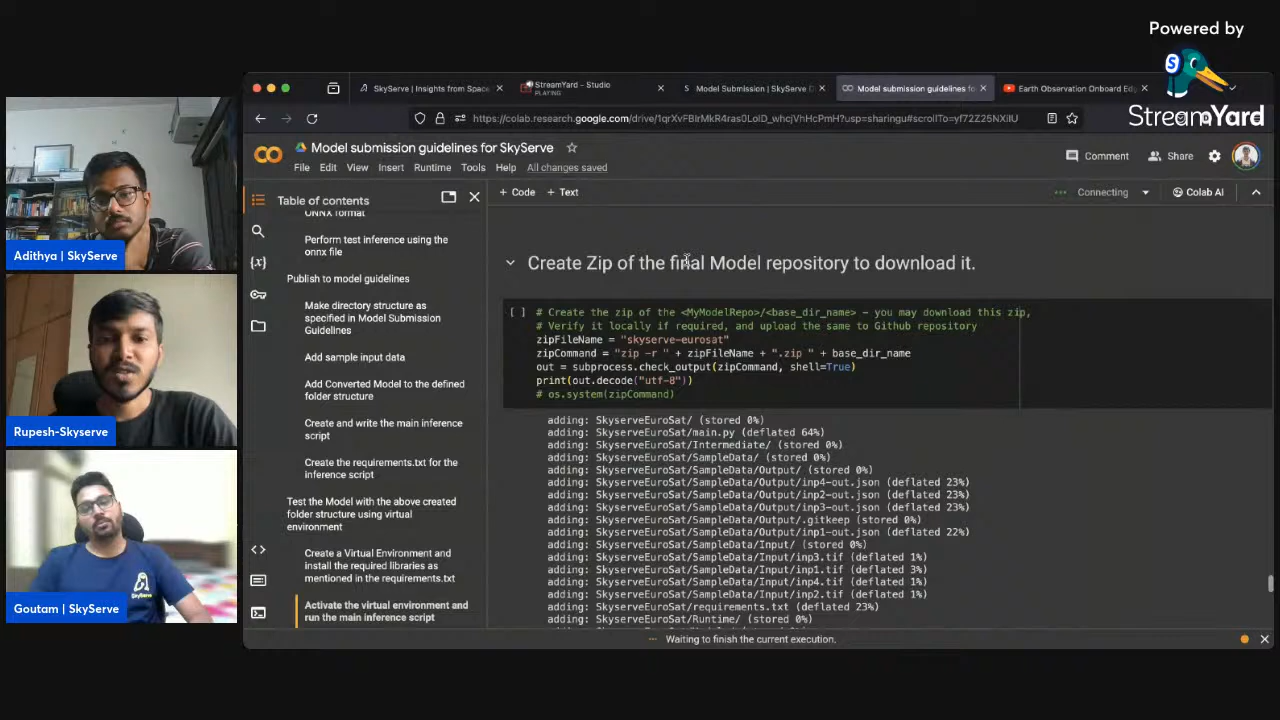 Powered by
StreamYard
SkyServe | Insights from Space
StreamYard - Studio
PLAYING
Model Submission | SkyServe D
Model submission guidelines fo
Earth Observation Onboard Edg
Model submission guidelines for SkyServe
File Edit View Insert Runtime Tools Help All changes saved
Comment Share
+ Code + Text
Connecting
Colab AI
Table of contents
ONNX format
Perform test inference using the
onnx file
Publish to model guidelines
Make directory structure as
specified in Model Submission
Guidelines
Add sample input data
Add Converted Model to the defined
folder structure
Create and write the main inference
script
Create the requirements.txt for the
inference script
Test the Model with the above created
folder structure using virtual
environment
Create a Virtual Environment and
install the required libraries as
mentioned in the requirements.txt
Activate the virtual environment and
run the main inference script
Create Zip of the final Model repository to download it.
[ ] # Create the zip of the <MyModelRepo>/<base_dir_name> - you may download this zip,
# Verify it locally if required, and upload the same to Github repository
zipFileName = "skyserve-eurosat"
zipCommand = "zip -r " + zipFileName + ".zip " + base_dir_name
out = subprocess.check_output(zipCommand, shell=True)
print(out.decode("utf-8"))
# os.system(zipCommand)
adding: SkyserveEuroSat/ (stored 0%)
adding: SkyserveEuroSat/main.py (deflated 64%)
adding: SkyserveEuroSat/Intermediate/ (stored 0%)
adding: SkyserveEuroSat/SampleData/ (stored 0%)
adding: SkyserveEuroSat/SampleData/Output/ (stored 0%)
adding: SkyserveEuroSat/SampleData/Output/inp4-out.json (deflated 23%)
adding: SkyserveEuroSat/SampleData/Output/inp2-out.json (deflated 23%)
adding: SkyserveEuroSat/SampleData/Output/inp3-out.json (deflated 23%)
adding: SkyserveEuroSat/SampleData/Output/.gitkeep (stored 0%)
adding: SkyserveEuroSat/SampleData/Output/inp1-out.json (deflated 22%)
adding: SkyserveEuroSat/SampleData/Input/ (stored 0%)
adding: SkyserveEuroSat/SampleData/Input/inp3.tif (deflated 1%)
adding: SkyserveEuroSat/SampleData/Input/inp1.tif (deflated 3%)
adding: SkyserveEuroSat/SampleData/Input/inp4.tif (deflated 1%)
adding: SkyserveEuroSat/SampleData/Input/inp2.tif (deflated 1%)
adding: SkyserveEuroSat/requirements.txt (deflated 23%)
adding: SkyserveEuroSat/Runtime/ (stored 0%)
Waiting to finish the current execution.
Adithya | SkyServe
Rupesh-Skyserve
Goutam | SkyServe
SkyServe